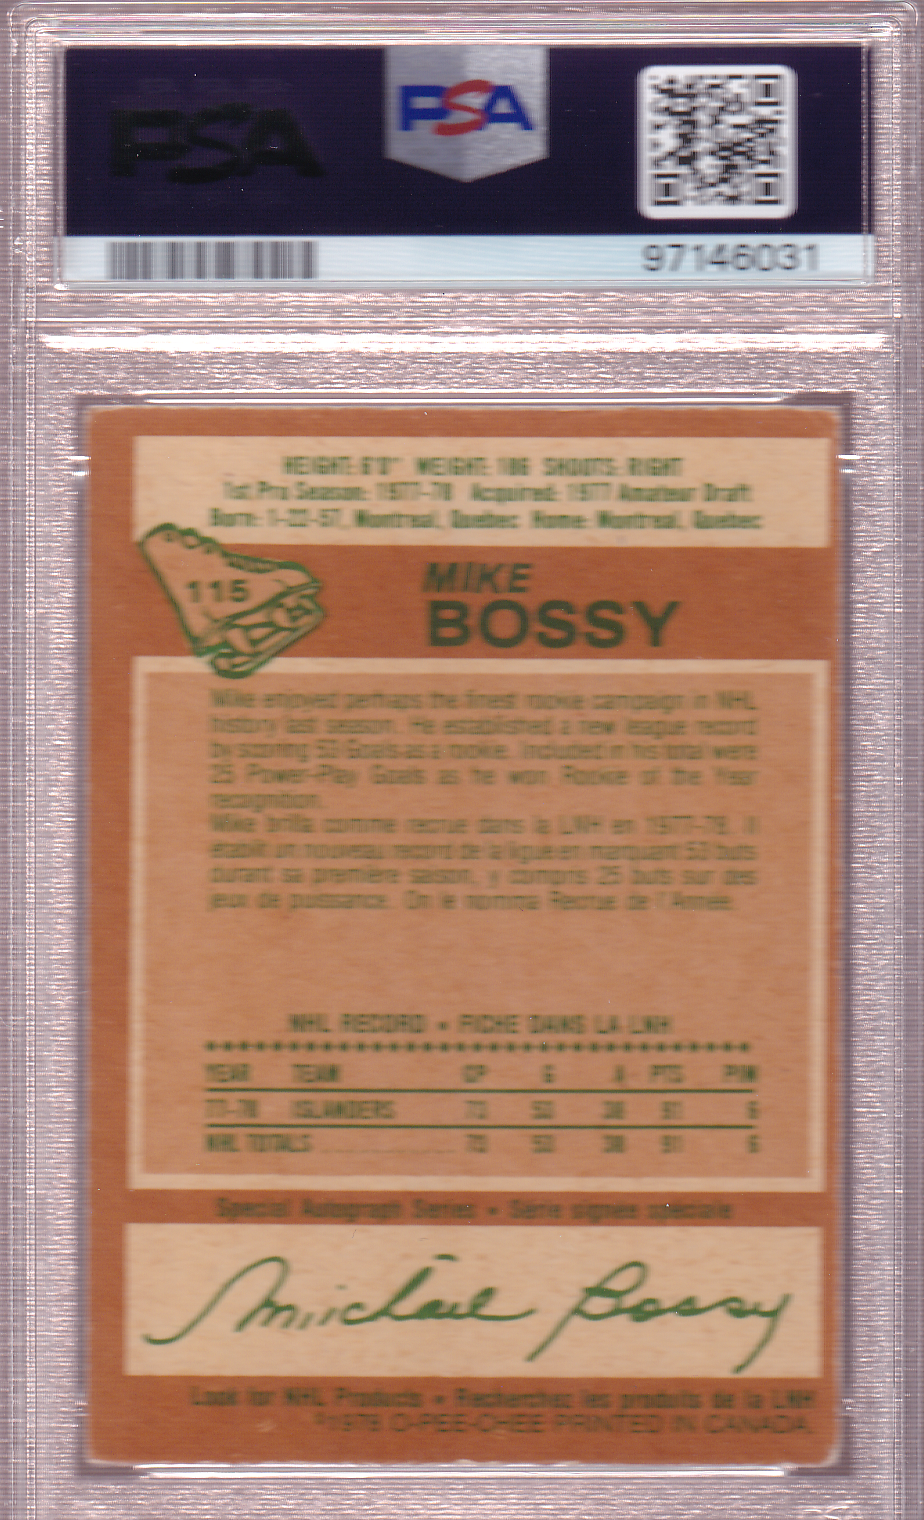 PSA
PSA
97146031
HEIGHT: 6'0" WEIGHT: 186 SHOOTS: RIGHT
1st Pro Season: 1977-78 Acquired: 1977 Amateur Draft
Born: 1-22-57, Montreal, Quebec Home: Montreal, Quebec
115
MIKE
BOSSY
Mike enjoyed perhaps the finest rookie campaign in NHL
history last season. He established a new league record
by scoring 53 Goals as a rookie. Included in his total were
25 Power-Play Goals as he won Rookie of the Year
recognition.
Mike brilla comme recrue dans la LNH en 1977-78,
établit un nouveau record de la ligue en marquant 53 buts
durant sa première saison, y compris 25 buts sur des
jeux de puissance. On le nomma Recrue de l'Année.
NHL RECORD • FICHE DANS LA LNH
YEAR TEAM GP G A PTS PIM
77-78 ISLANDERS 73 53 38 91 6
NHL TOTALS 73 53 38 91 6
Special Autograph Series • Série signée spéciale
Michael Bossy
Look for NHL Products • Recherchez les produits de la LNH
©1978 O-PEE-CHEE PRINTED IN CANADA